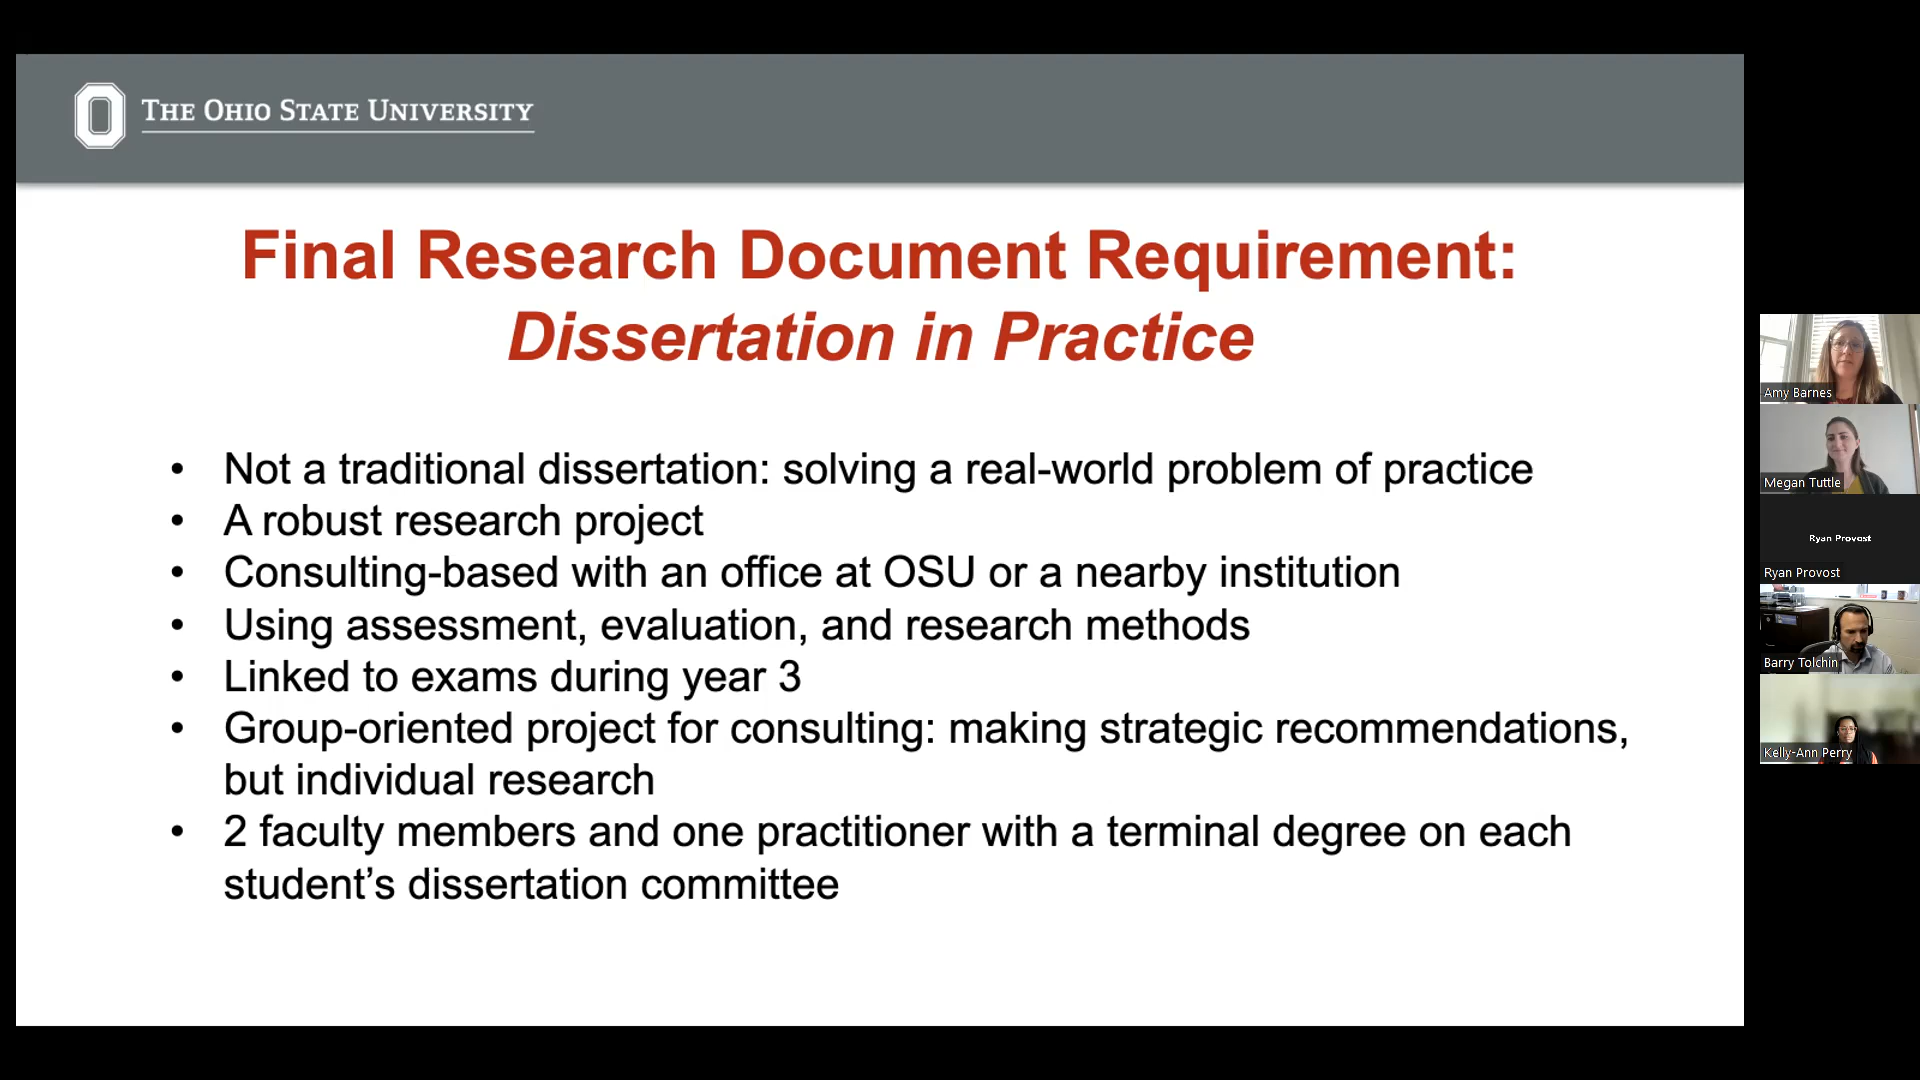 THE OHIO STATE UNIVERSITY
Final Research Document Requirement:
Dissertation in Practice
• Not a traditional dissertation: solving a real-world problem of practice
• A robust research project
• Consulting-based with an office at OSU or a nearby institution
• Using assessment, evaluation, and research methods
• Linked to exams during year 3
• Group-oriented project for consulting: making strategic recommendations,
but individual research
• 2 faculty members and one practitioner with a terminal degree on each
student’s dissertation committee
Amy Barnes
Megan Tuttle
Ryan Provost
Ryan Provost
Barry Tolchin
Kelly-Ann Perry